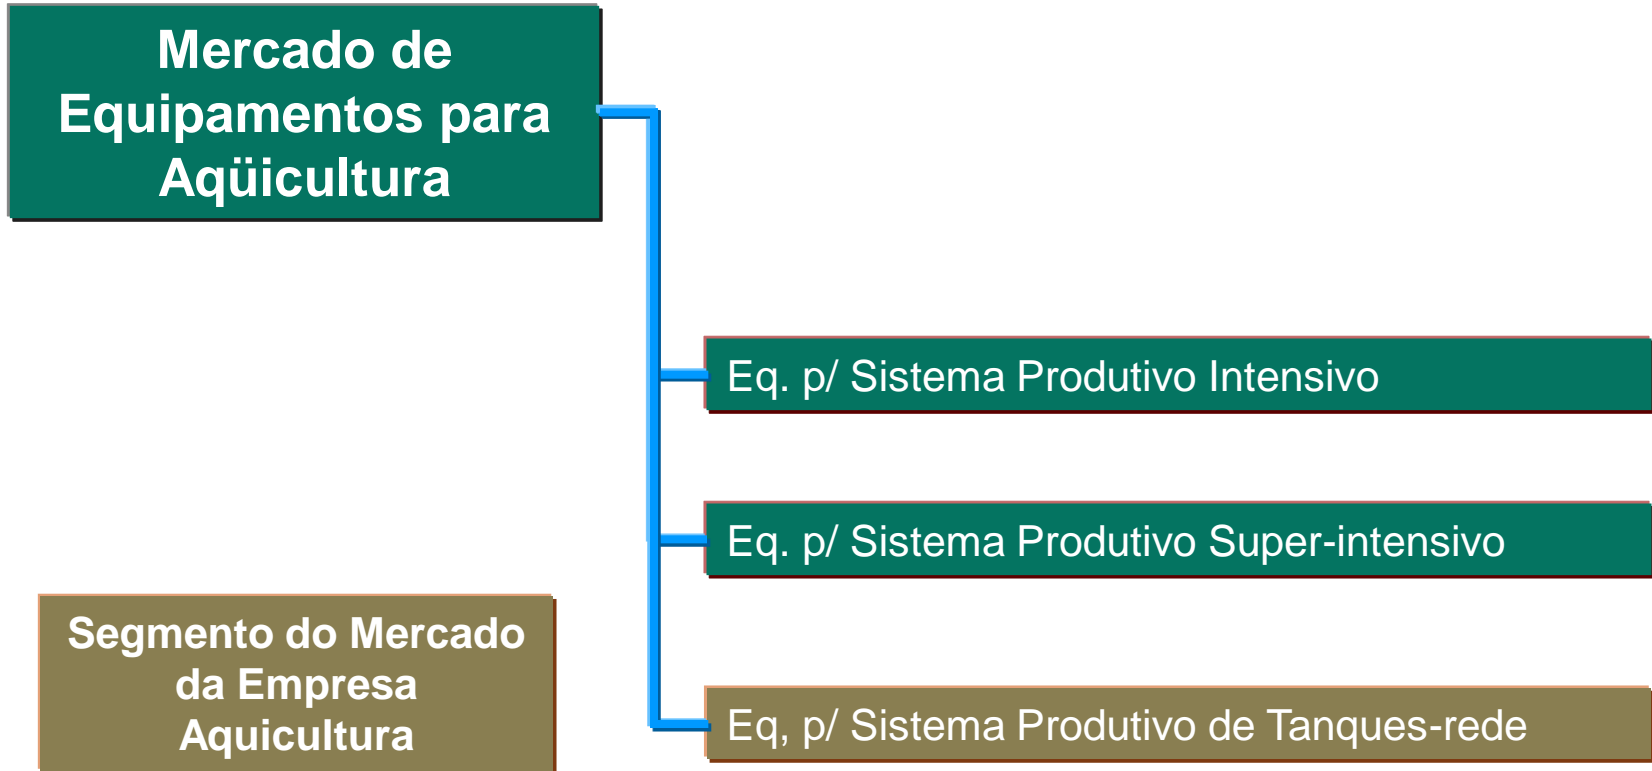 Mercado de
Equipamentos para
Aqüicultura
Eq. p/ Sistema Produtivo Intensivo
Eq. p/ Sistema Produtivo Super-intensivo
Segmento do Mercado
da Empresa
Aquicultura
Eq, p/ Sistema Produtivo de Tanques-rede